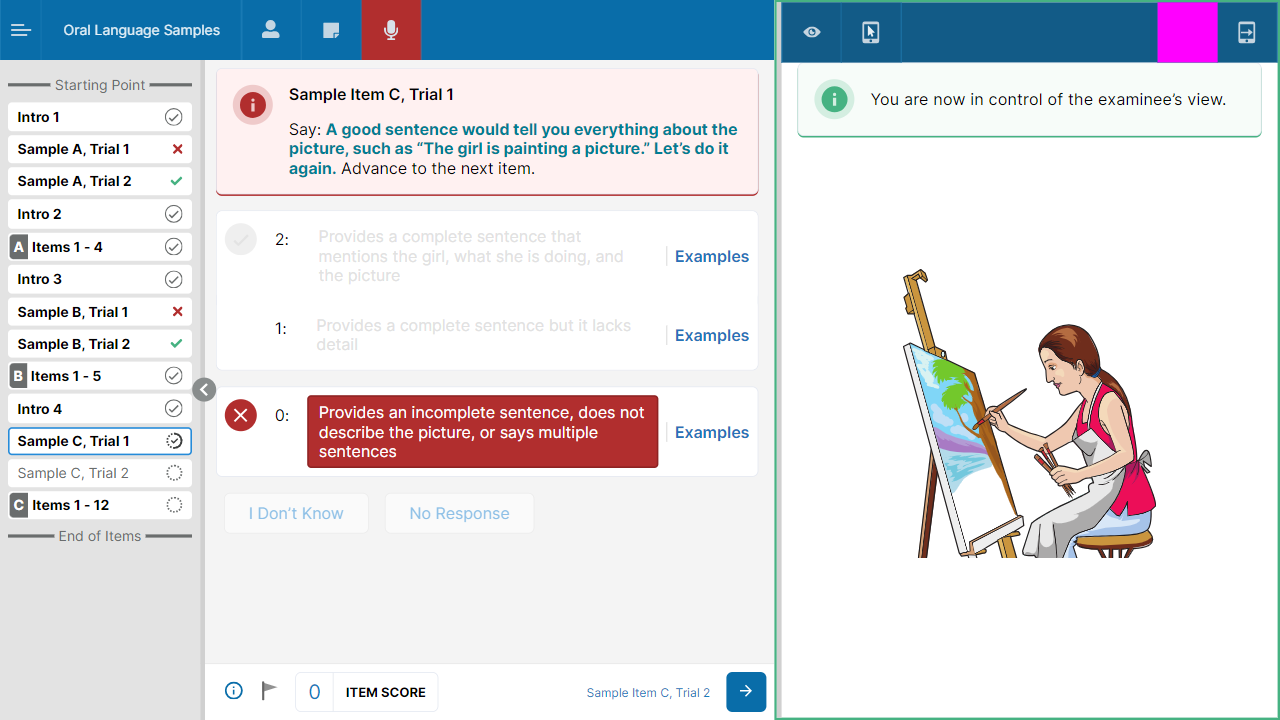 Oral Language Samples
Starting Point
Intro 1
Sample A, Trial 1
Sample A, Trial 2
Intro 2
A Items 1 - 4
Intro 3
Sample B, Trial 1
Sample B, Trial 2
B Items 1 - 5
Intro 4
Sample C, Trial 1
Sample C, Trial 2
C Items 1 - 12
End of Items
Sample Item C, Trial 1
Say: A good sentence would tell you everything about the
picture, such as “The girl is painting a picture.” Let’s do it
again. Advance to the next item.
2:
Provides a complete sentence that
mentions the girl, what she is doing, and
the picture
Examples
1:
Provides a complete sentence but it lacks
detail
Examples
0:
Provides an incomplete sentence, does not
describe the picture, or says multiple
sentences
Examples
I Don’t Know
No Response
0 ITEM SCORE
Sample Item C, Trial 2
You are now in control of the examinee’s view.